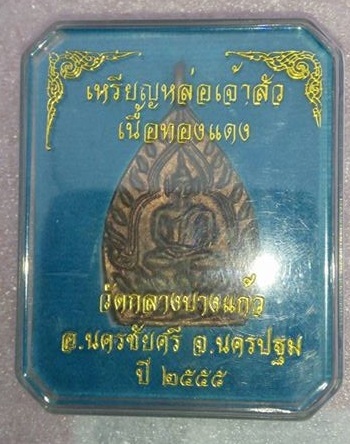 เหรียญหล่อเจ้าสัว
เนื้อทองแดง
วัดกลางบางแก้ว
อ.นครชัยศรี จ.นครปฐม
ปี ๒๕๕๕